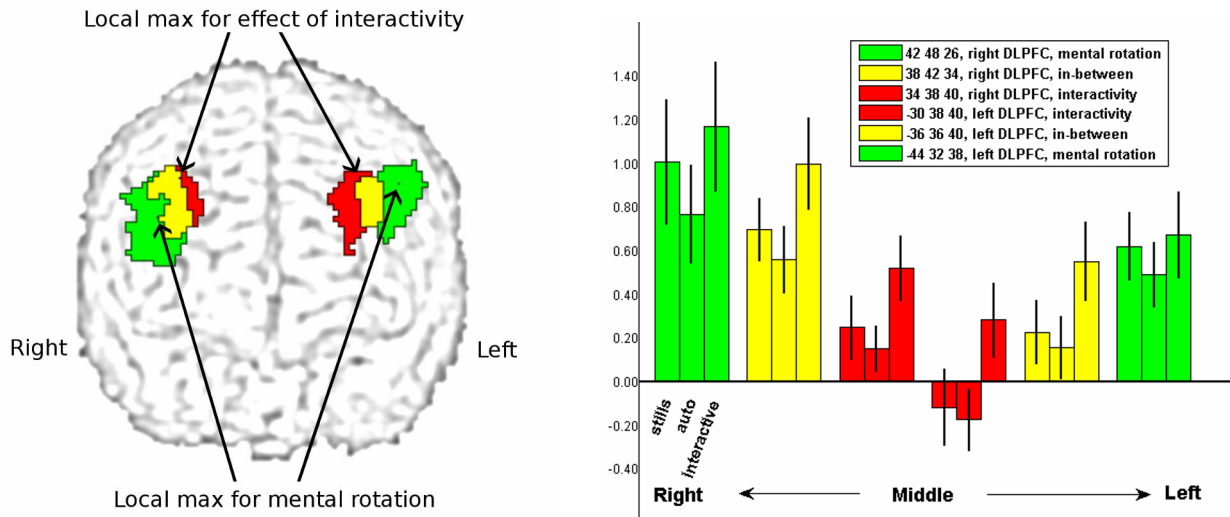 Local max for effect of interactivity
Right
Left
Local max for mental rotation
42 48 26, right DLPFC, mental rotation
38 42 34, right DLPFC, in-between
34 38 40, right DLPFC, interactivity
-30 38 40, left DLPFC, interactivity
-36 36 40, left DLPFC, in-between
-44 32 38, left DLPFC, mental rotation
1.40
1.20
1.00
0.80
0.60
0.40
0.20
0.00
-0.20
-0.40
stills
auto
interactive
Right Middle Left